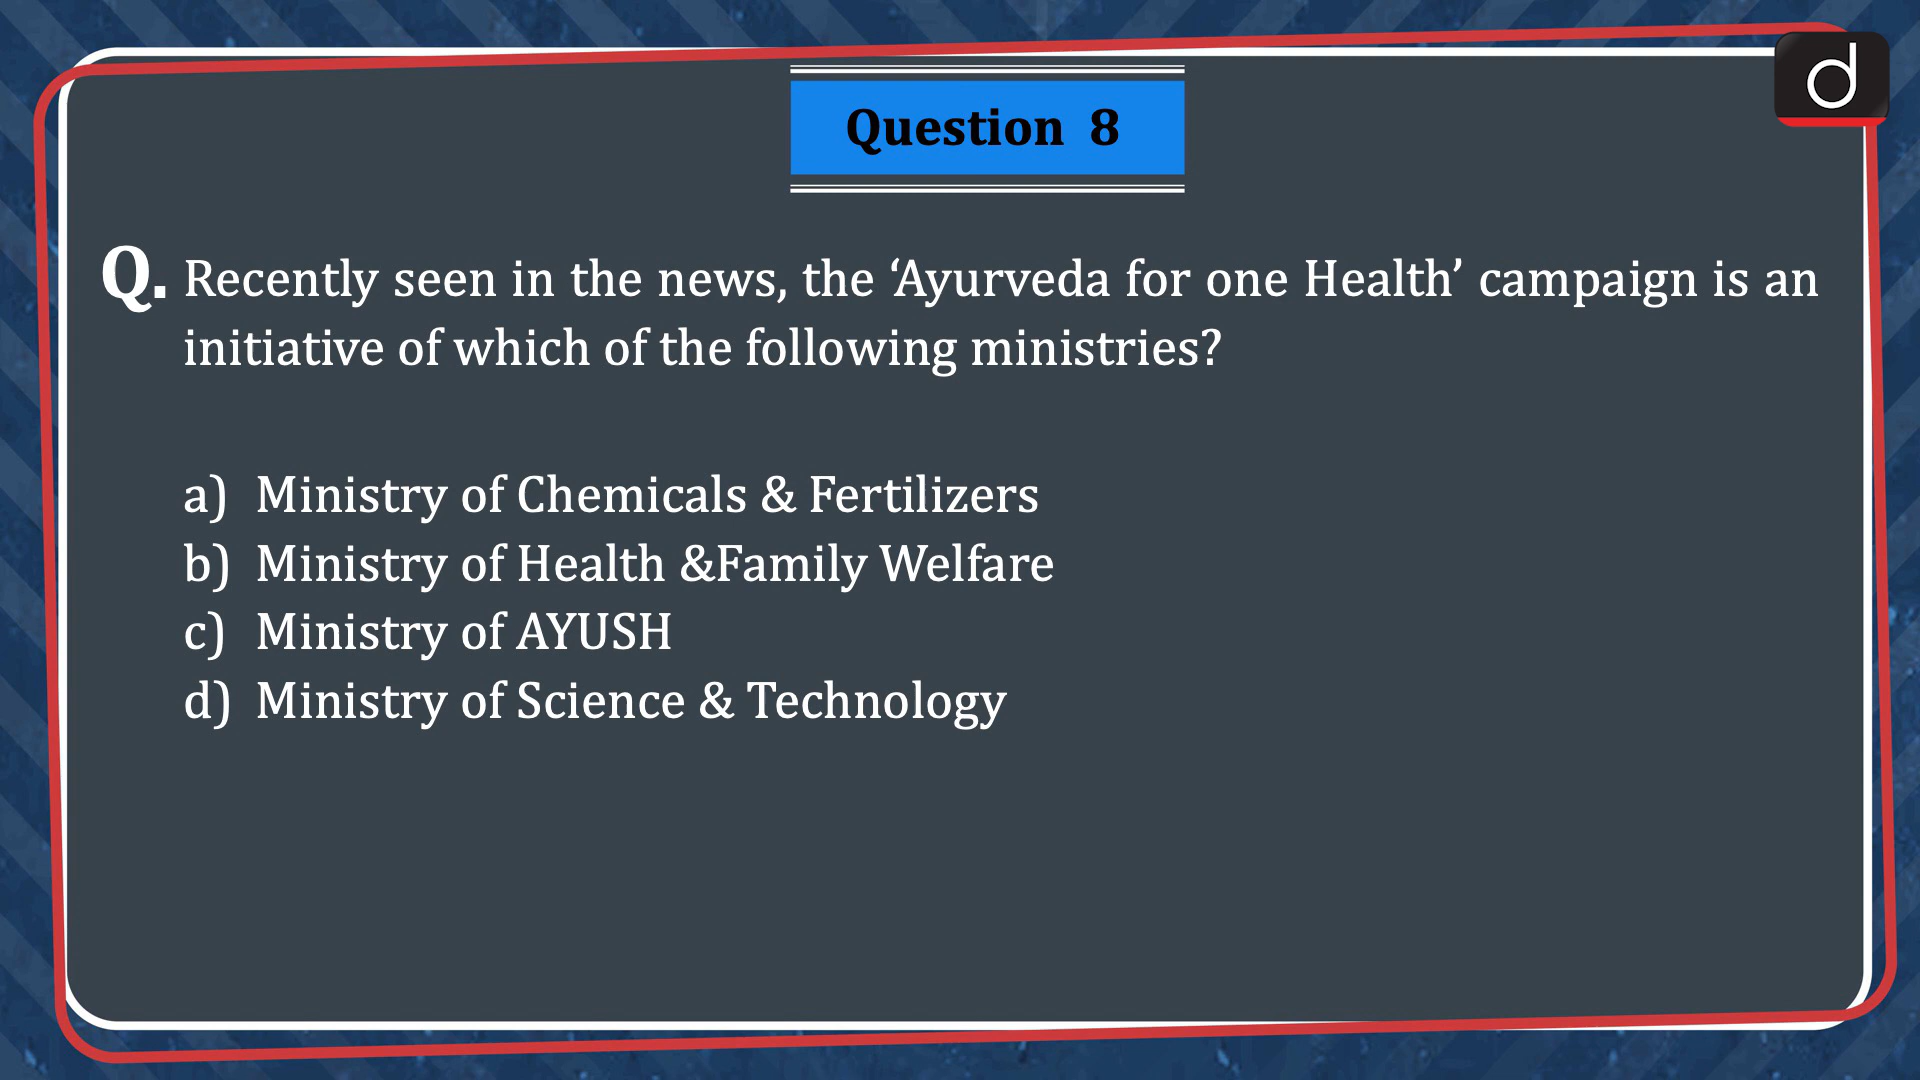 Question 8
Q. Recently seen in the news, the ‘Ayurveda for one Health’ campaign is an
initiative of which of the following ministries?
a) Ministry of Chemicals & Fertilizers
b) Ministry of Health &Family Welfare
c) Ministry of AYUSH
d) Ministry of Science & Technology
d